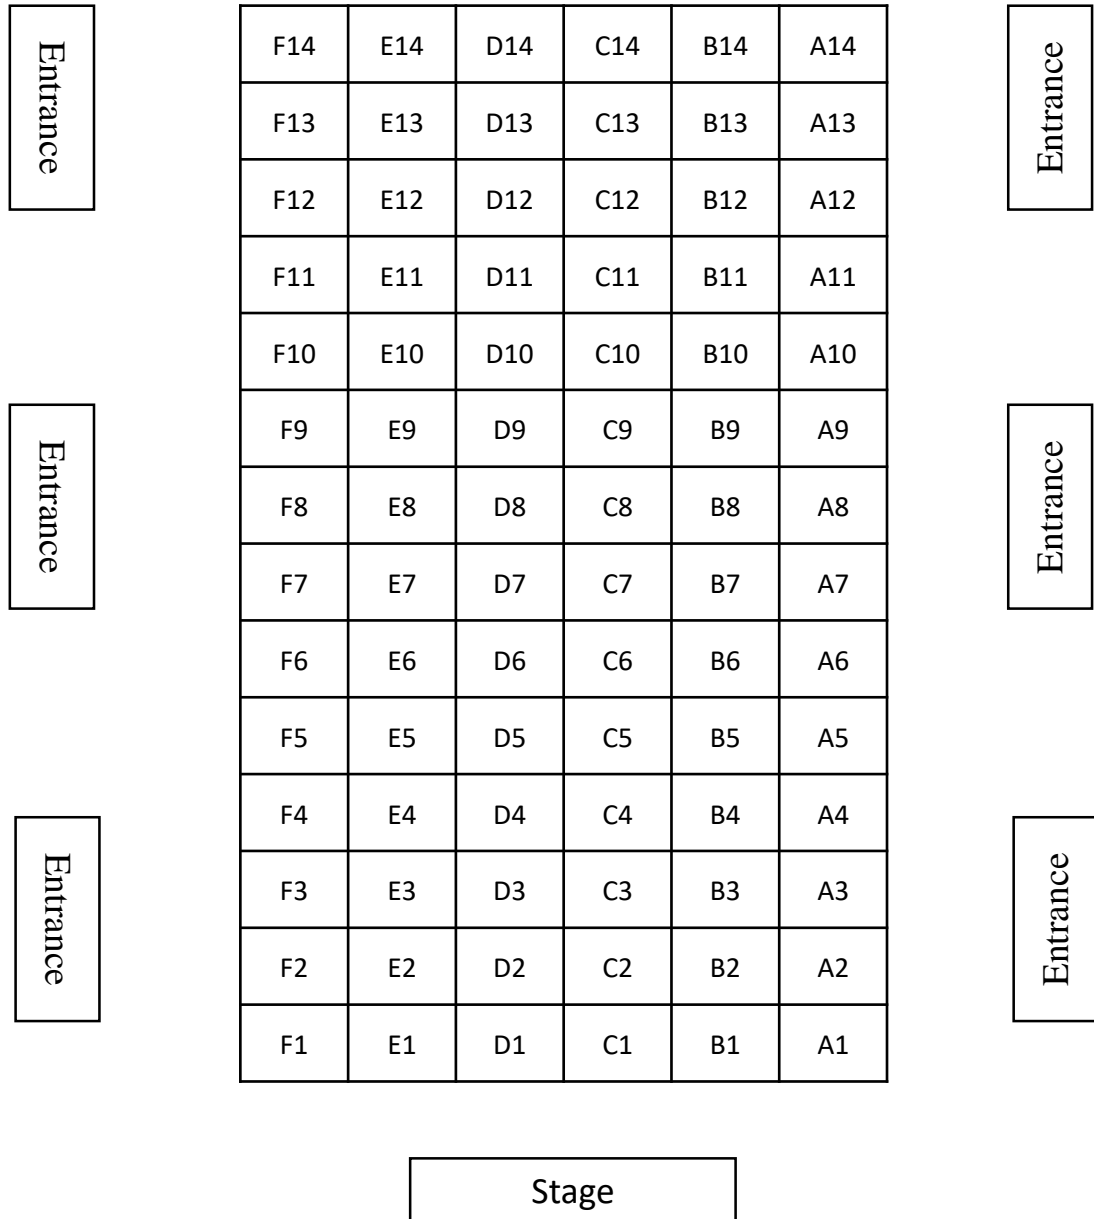 Entrance
F14 E14 D14 C14 B14 A14
Entrance
F13 E13 D13 C13 B13 A13
F12 E12 D12 C12 B12 A12
F11 E11 D11 C11 B11 A11
F10 E10 D10 C10 B10 A10
Entrance
F9 E9 D9 C9 B9 A9
Entrance
F8 E8 D8 C8 B8 A8
F7 E7 D7 C7 B7 A7
F6 E6 D6 C6 B6 A6
F5 E5 D5 C5 B5 A5
F4 E4 D4 C4 B4 A4
Entrance
F3 E3 D3 C3 B3 A3
Entrance
F2 E2 D2 C2 B2 A2
F1 E1 D1 C1 B1 A1
Stage